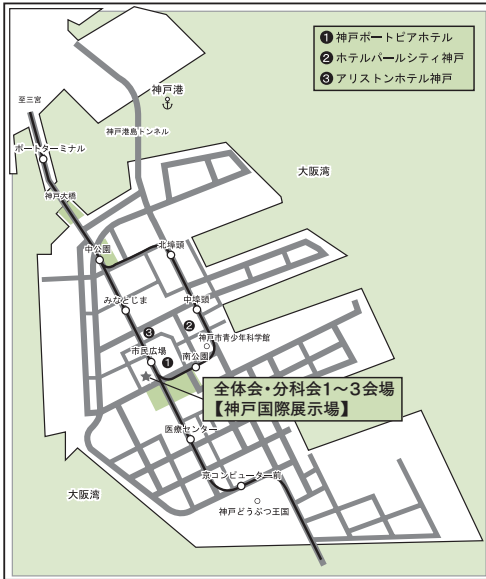 ❶神戸ポートピアホテル
❷ホテルパールシティ神戸
❸アリストンホテル神戸
至三宮
神戸港
神戸港島トンネル
ポートターミナル
大阪湾
神戸大橋
中公園
北埠頭
みなとじま
中埠頭
❸
❷
神戸市青少年科学館
市民広場
❶
南公園
全体会・分科会1～3会場
【神戸国際展示場】
医療センター
京コンピューター前
大阪湾
神戸どうぶつ王国